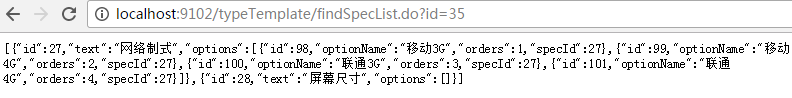 localhost:9102/typeTemplate/findSpecList.do?id=35
[{"id":27,"text":"网络制式","options":[{"id":98,"optionName":"移动3G","orders":1,"specId":27},{"id":99,"optionName":"移动
4G","orders":2,"specId":27},{"id":100,"optionName":"联通3G","orders":3,"specId":27},{"id":101,"optionName":"联通
4G","orders":4,"specId":27}]},{"id":28,"text":"屏幕尺寸","options":[]}]